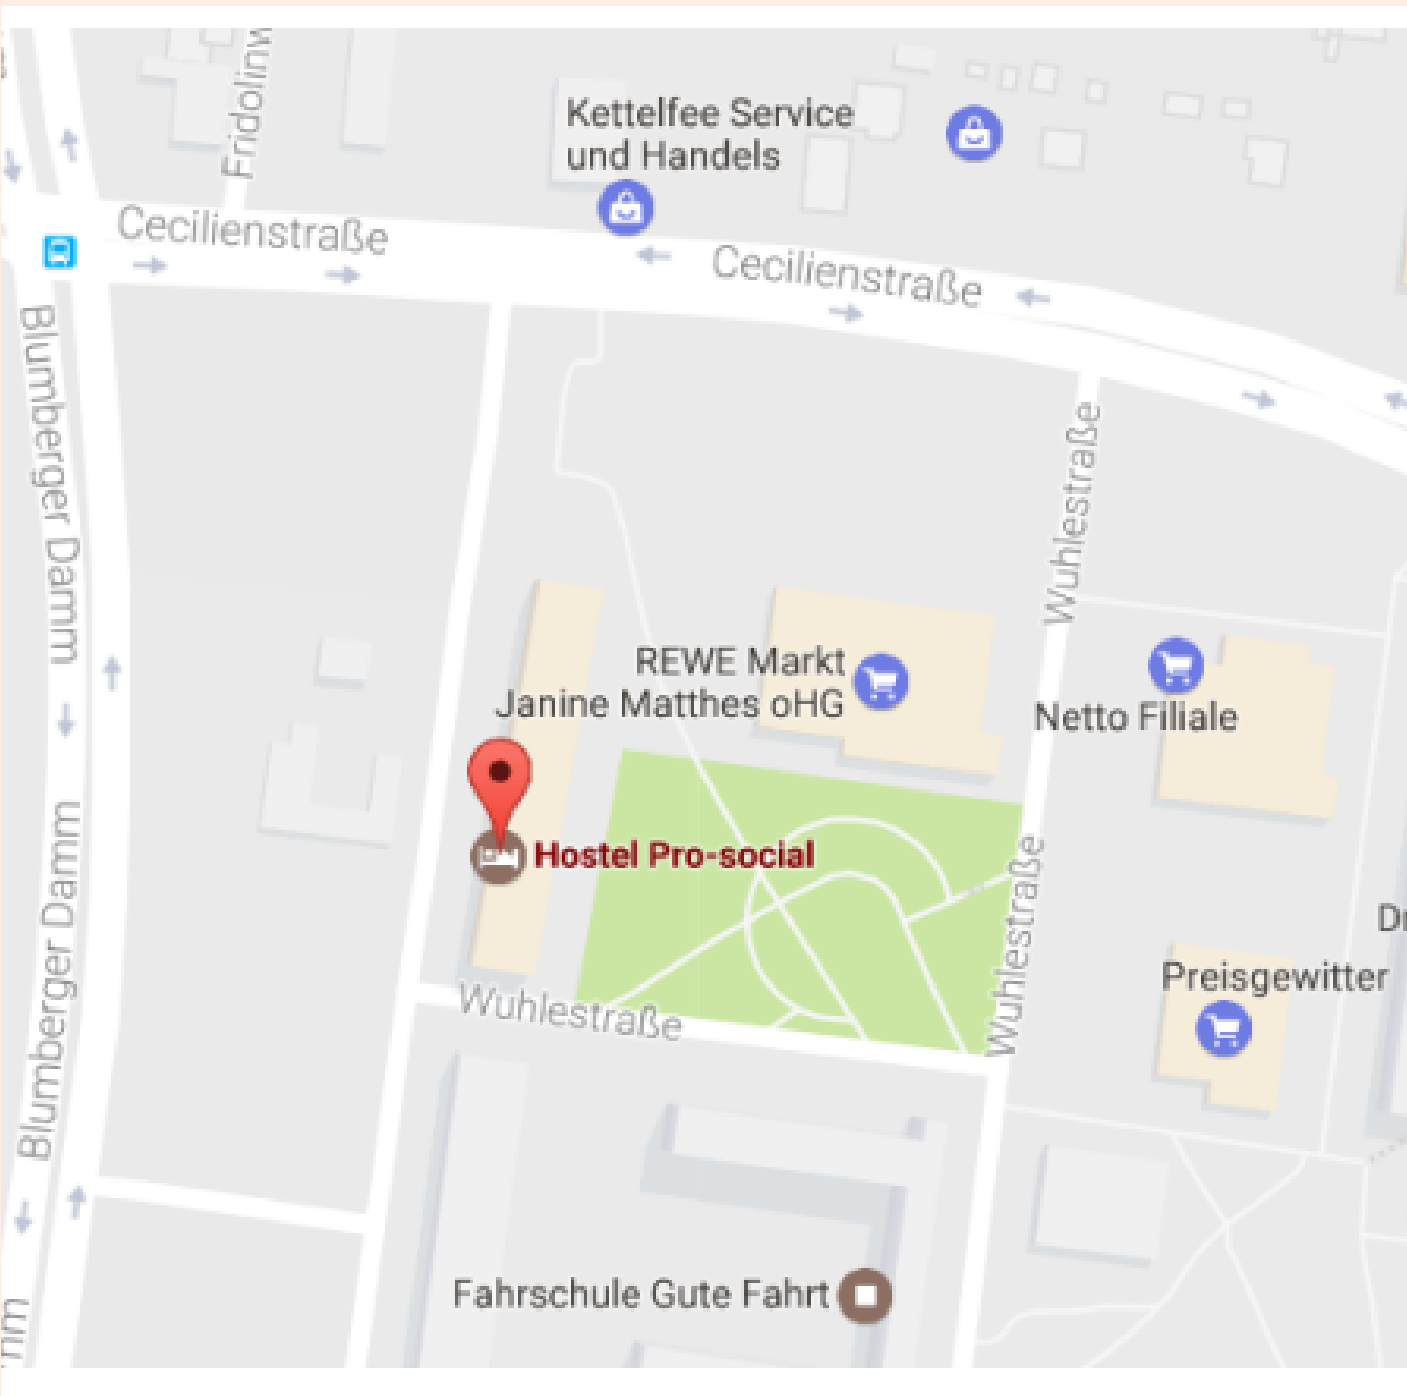 Fridolinw
Kettelfee Service
und Handels
Cecilienstraße
Cecilienstraße
Blumberger Damm
Wuhlestraße
REWE Markt
Janine Matthes oHG
Netto Filiale
Hostel Pro-social
Blumberger Damm
Wuhlestraße
Preisgewitter
Wuhlestraße
Fahrschule Gute Fahrt